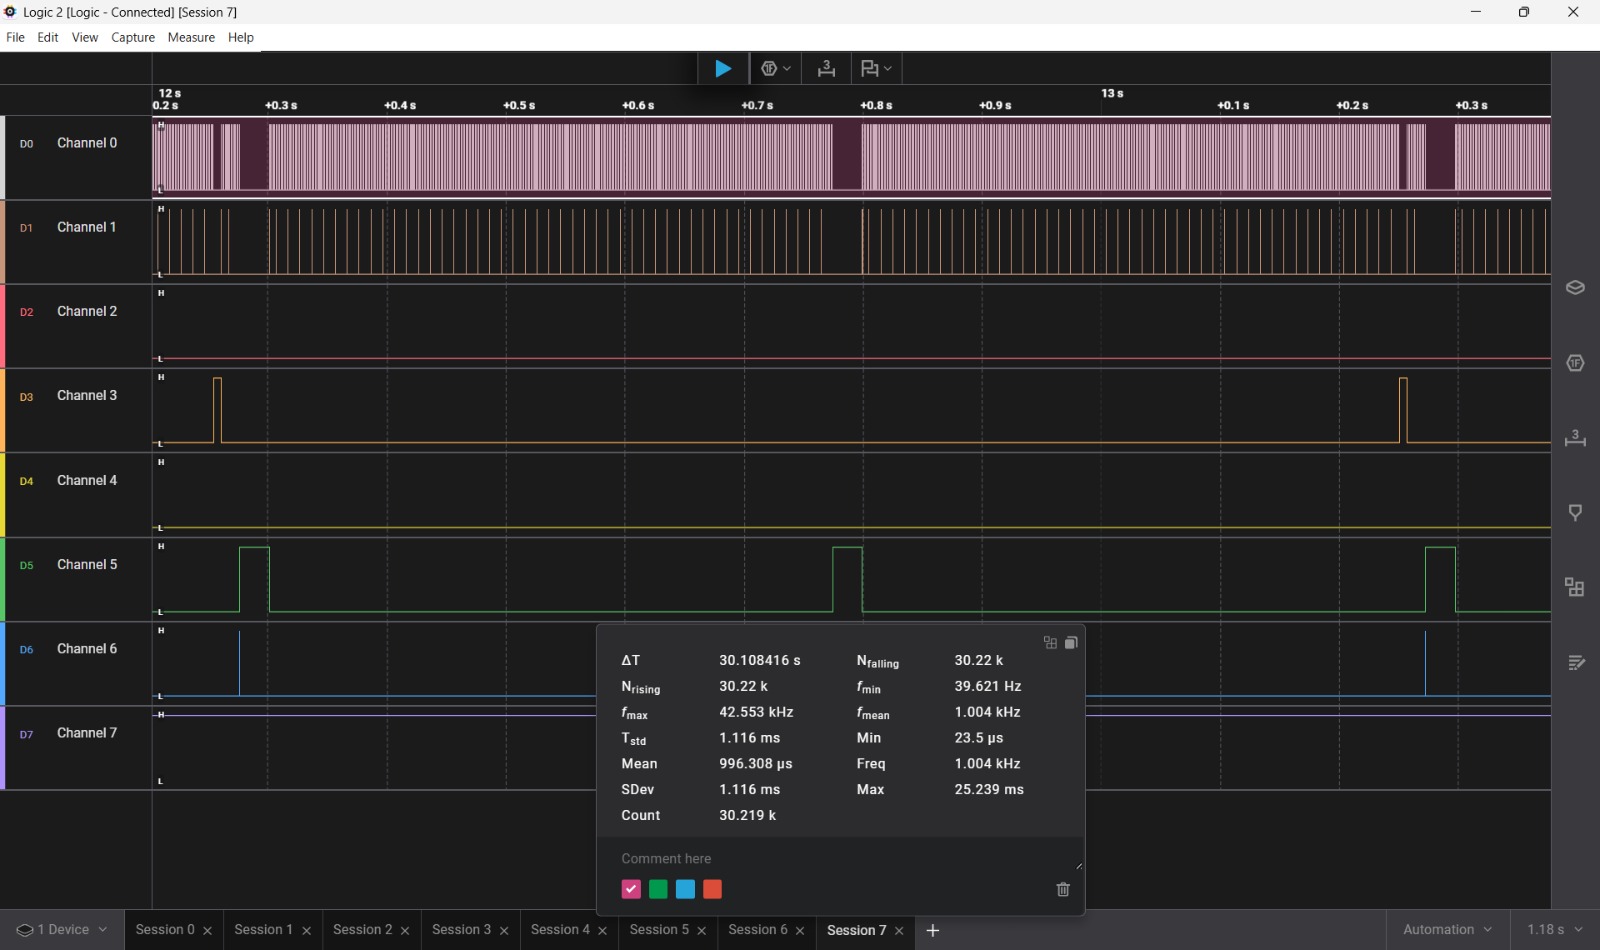 Logic 2 [Logic - Connected] [Session 7]
File Edit View Capture Measure Help
12 s 13 s
0.2 s +0.3 s +0.4 s +0.5 s +0.6 s +0.7 s +0.8 s +0.9 s +0.1 s +0.2 s +0.3 s
D0 Channel 0 H L
D1 Channel 1 H L
D2 Channel 2 H L
D3 Channel 3 H L
D4 Channel 4 H L
D5 Channel 5 H L
D6 Channel 6 H L
D7 Channel 7 H L
ΔT 30.108416 s Nfalling 30.22 k
Nrising 30.22 k fmin 39.621 Hz
fmax 42.553 kHz fmean 1.004 kHz
Tstd 1.116 ms Min 23.5 µs
Mean 996.308 µs Freq 1.004 kHz
SDev 1.116 ms Max 25.239 ms
Count 30.219 k
Comment here
1 Device Session 0 Session 1 Session 2 Session 3 Session 4 Session 5 Session 6 Session 7 + Automation 1.18 s